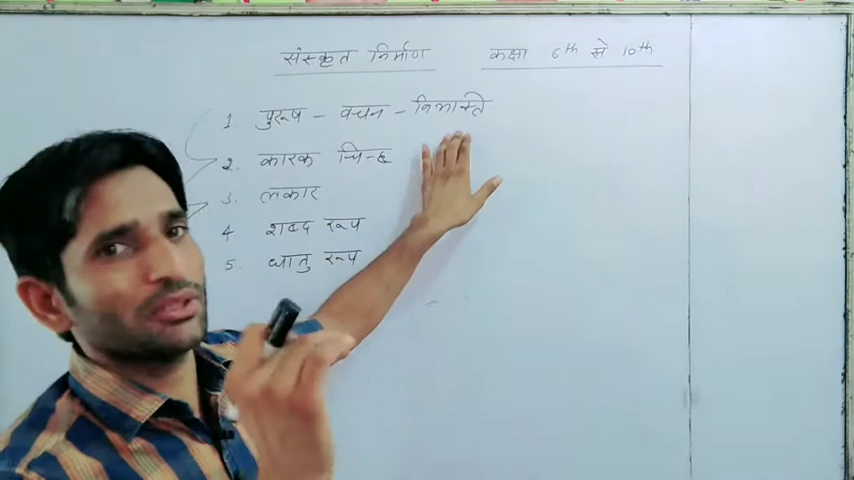 संस्कृत निर्माण कक्षा 6th से 10th
1. पुरूष - वचन - विभक्ति
2. कारक चिन्ह
3. लकार
4 शब्द रूप
5. धातु रूप